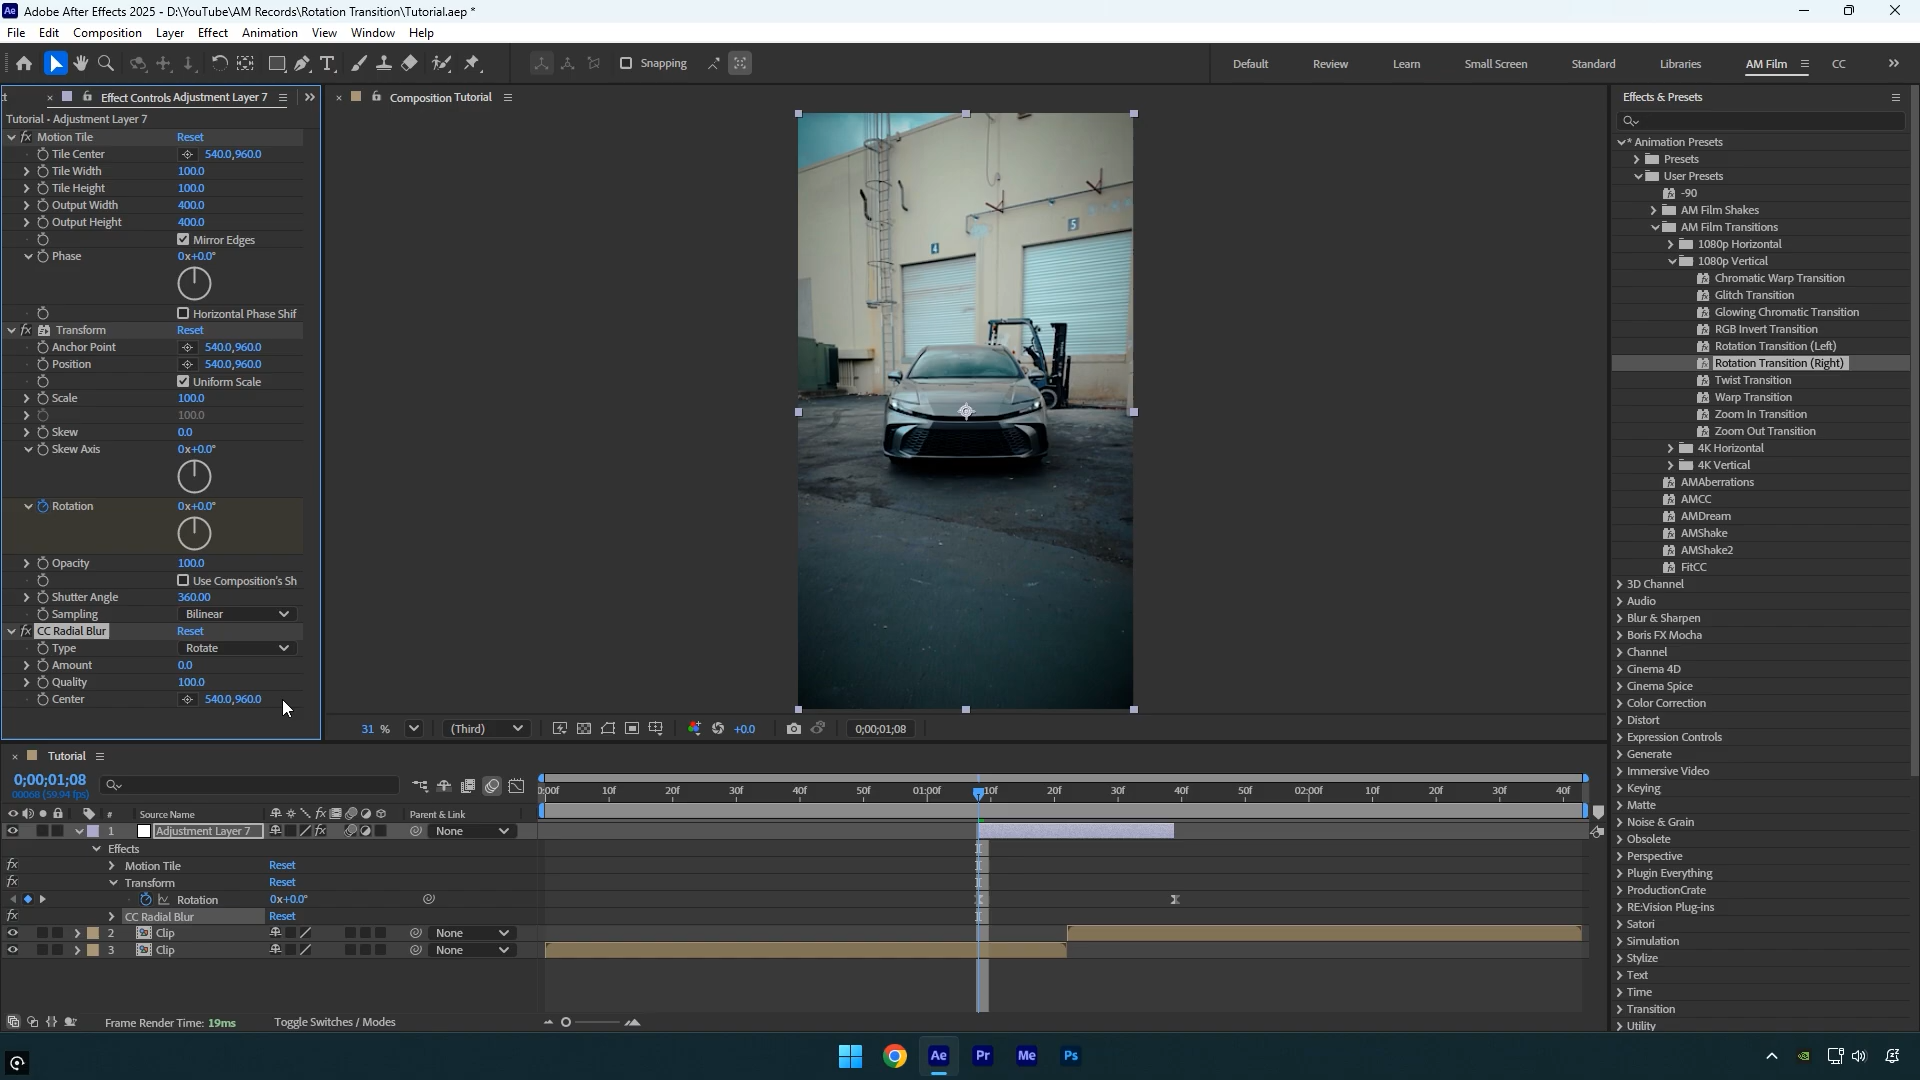 Adobe After Effects 2025 - D:\YouTube\AM Records\Rotation Transition\Tutorial.aep *
File Edit Composition Layer Effect Animation View Window Help
Snapping
Default Review Learn Small Screen Standard Libraries AM Film CC
Effect Controls Adjustment Layer 7
Composition Tutorial
Effects & Presets
Tutorial • Adjustment Layer 7
fx Motion Tile Reset
Tile Center 540.0,960.0
Tile Width 100.0
Tile Height 100.0
Output Width 400.0
Output Height 400.0
Mirror Edges
Phase 0x+0.0°
Horizontal Phase Shif
fx Transform Reset
Anchor Point 540.0,960.0
Position 540.0,960.0
Uniform Scale
Scale 100.0
100.0
Skew 0.0
Skew Axis 0x+0.0°
Rotation 0x+0.0°
Opacity 100.0
Use Composition's Sh
Shutter Angle 360.00
Sampling Bilinear
fx CC Radial Blur Reset
Type Rotate
Amount 0.0
Quality 100.0
Center 540.0,960.0
4
5
31 % (Third) +0.0 0;00;01;08
* Animation Presets
Presets
User Presets
-90
AM Film Shakes
AM Film Transitions
1080p Horizontal
1080p Vertical
Chromatic Warp Transition
Glitch Transition
Glowing Chromatic Transition
RGB Invert Transition
Rotation Transition (Left)
Rotation Transition (Right)
Twist Transition
Warp Transition
Zoom In Transition
Zoom Out Transition
4K Horizontal
4K Vertical
AMAberrations
AMCC
AMDream
AMShake
AMShake2
FitCC
3D Channel
Audio
Blur & Sharpen
Boris FX Mocha
Channel
Cinema 4D
Cinema Spice
Color Correction
Distort
Expression Controls
Generate
Immersive Video
Keying
Matte
Noise & Grain
Obsolete
Perspective
Plugin Everything
ProductionCrate
RE:Vision Plug-ins
Satori
Simulation
Stylize
Text
Time
Transition
Utility
Tutorial
0;00;01;08
00068 (59.94 fps)
0:00f 10f 20f 30f 40f 50f 01:00f 10f 20f 30f 40f 50f 02:00f 10f 20f 30f 40f
# Source Name fx Parent & Link
1 Adjustment Layer 7 fx None
Effects
fx Motion Tile Reset
fx Transform Reset
Rotation 0x+0.0°
fx CC Radial Blur Reset
2 Clip None
3 Clip None
Frame Render Time: 19ms Toggle Switches / Modes
Ae Pr Me Ps